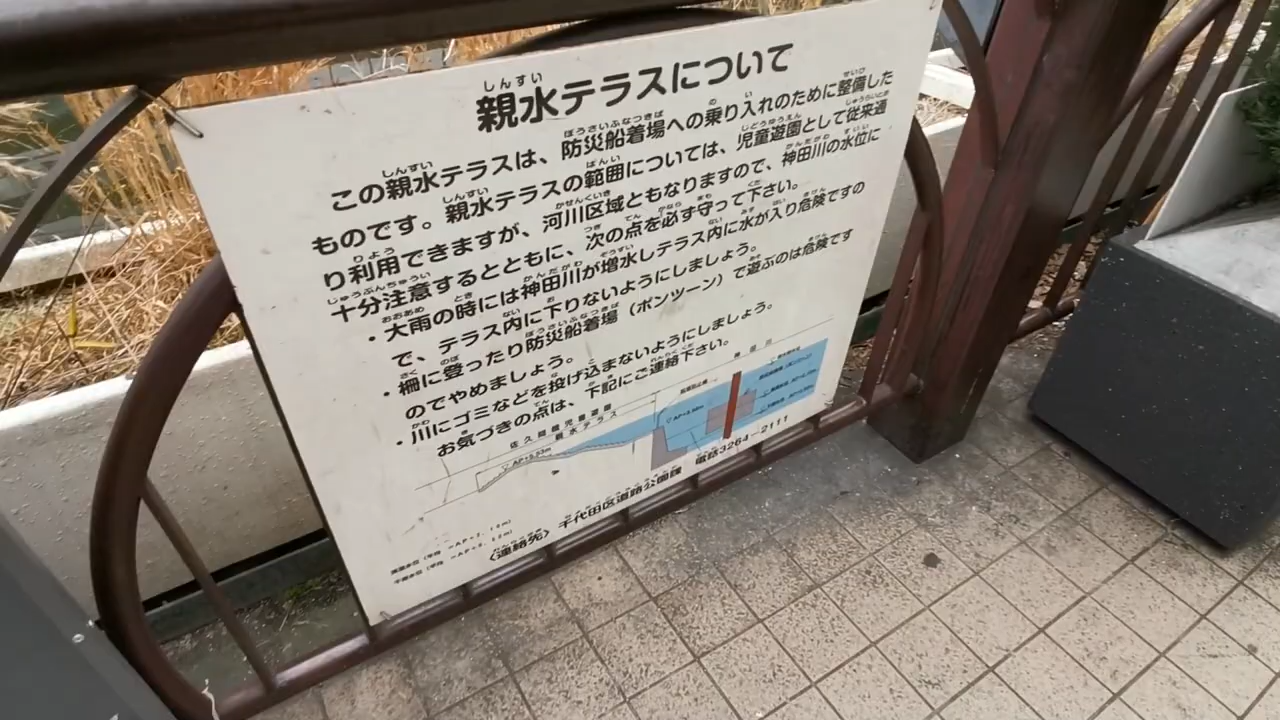 親水テラスについて
この親水テラスは、防災船着場への乗り入れのために整備した
ものです。親水テラスの範囲については、児童遊園として従来通
り利用できますが、河川区域ともなりますので、神田川の水位に
十分注意するとともに、次の点を必ず守って下さい。
・大雨の時には神田川が増水しテラス内に水が入り危険ですの
で、テラス内に下りないようにしましょう。
・柵に登ったり防災船着場（ポンツーン）で遊ぶのは危険です
のでやめましょう。
・川にゴミなどを投げ込まないようにしましょう。
お気づきの点は、下記にご連絡下さい。
神田川
佐久間橋児童遊園
親水テラス
〈連絡先〉千代田区道路公園課 電話3264-2111